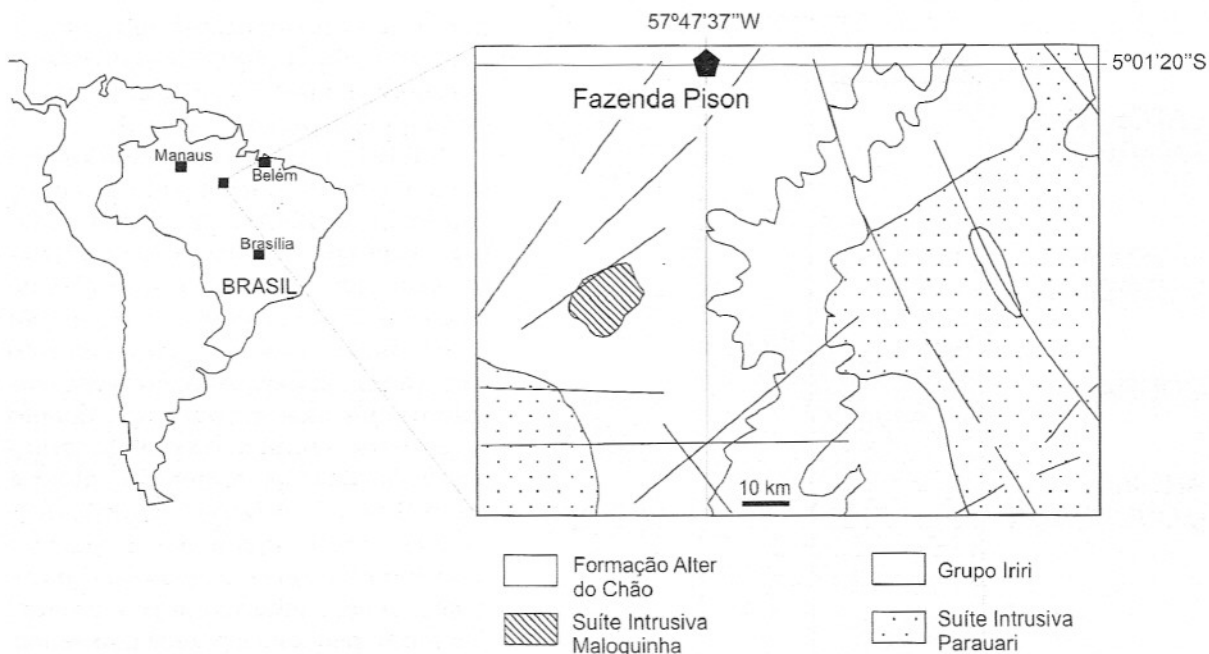 57º47'37"W
5º01'20"S
Fazenda Pison
Manaus
Belém
Brasília
BRASIL
10 km
Formação Alter
do Chão
Grupo Iriri
Suíte Intrusiva
Maloquinha
Suíte Intrusiva
Parauari